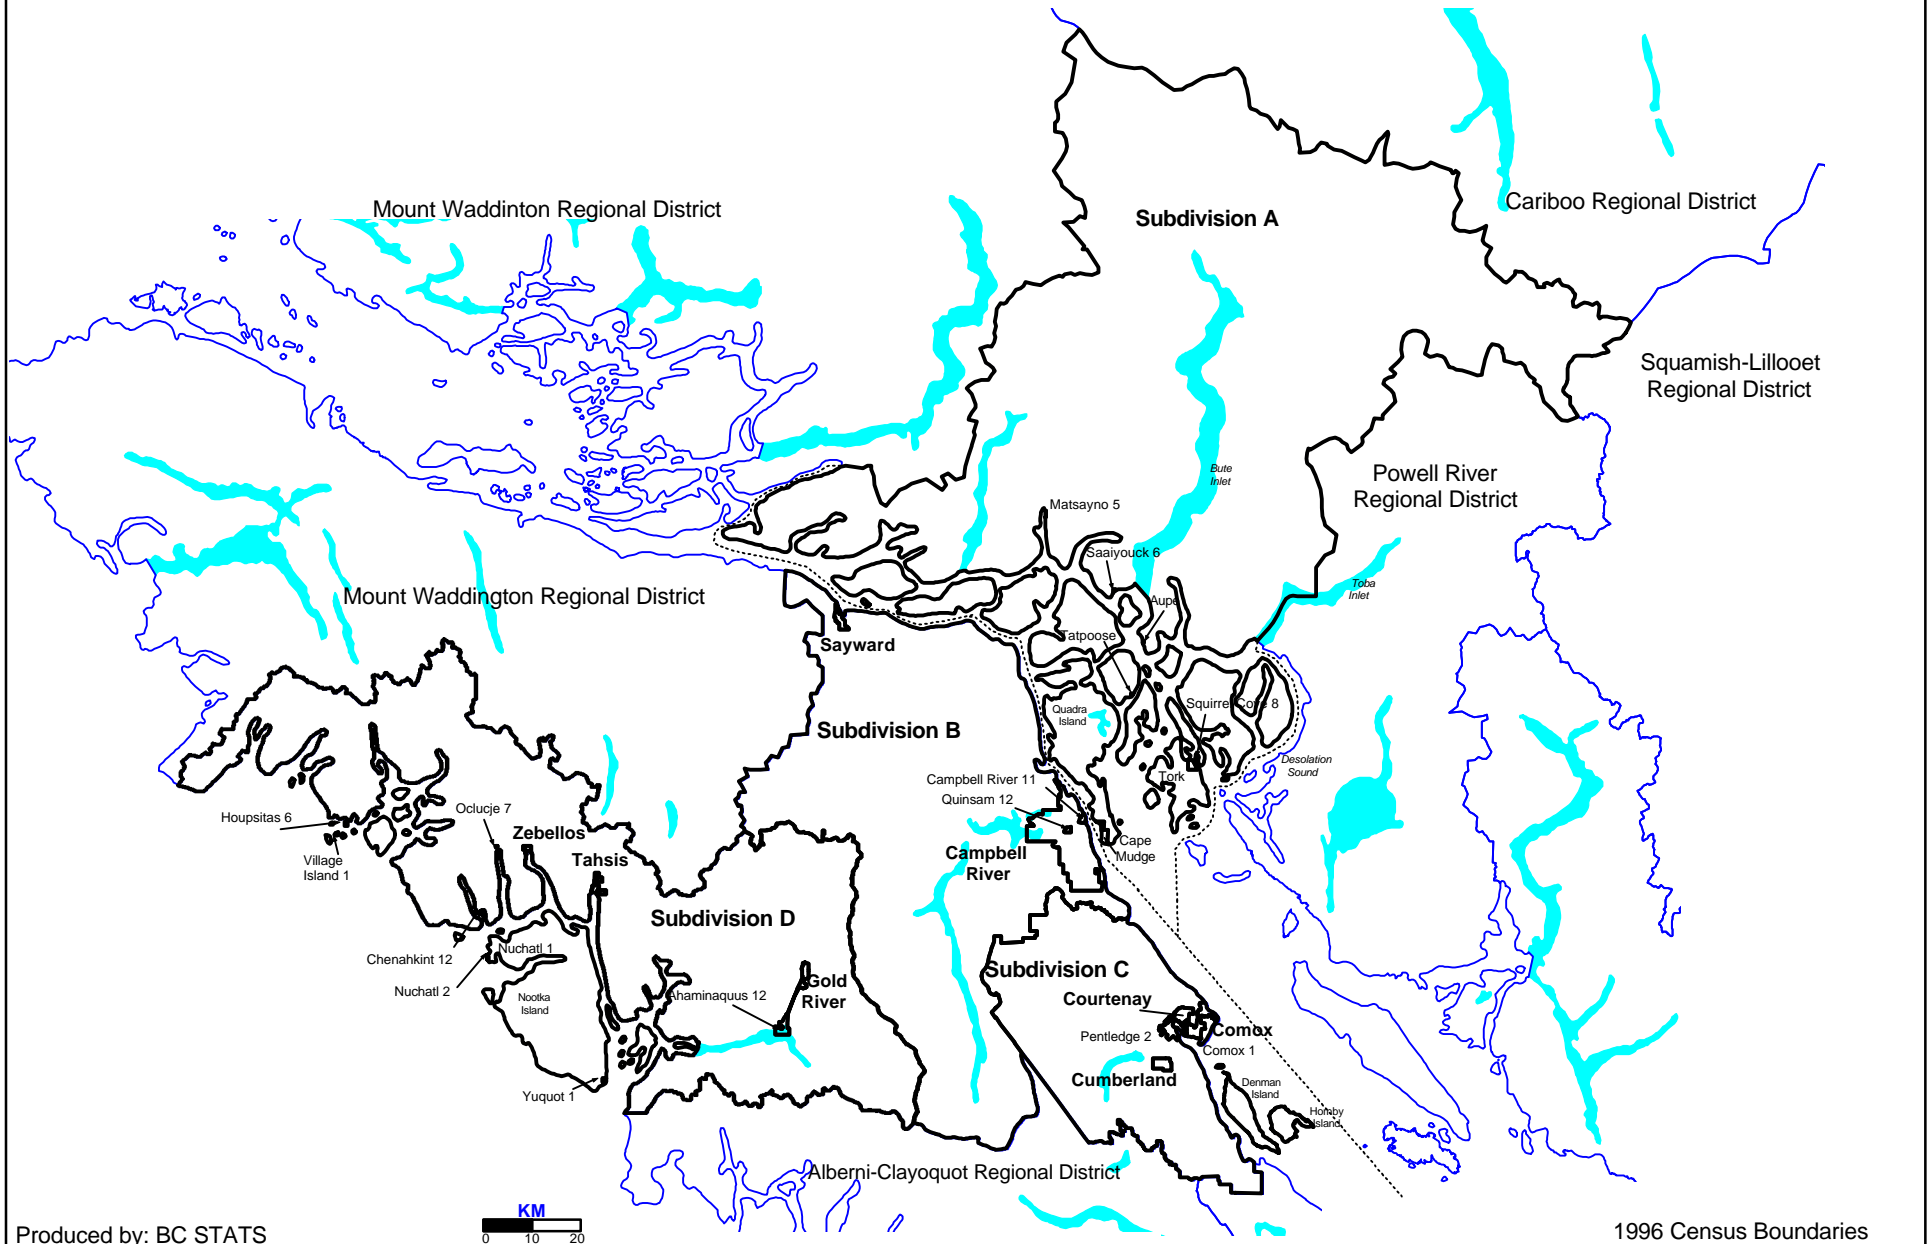 Mount Waddinton Regional District
Subdivision A
Cariboo Regional District
Squamish-Lillooet
Regional District
Powell River
Regional District
Bute
Inlet
Matsayno 5
Saaiyouck 6
Toba
Inlet
Mount Waddington Regional District
Aupe
Tatpoose
Sayward
Squirrel Cove 8
Quadra
Island
Subdivision B
Desolation
Sound
Tork
Campbell River 11
Quinsam 12
Houpsitas 6
Oclucje 7
Zebellos
Village
Island 1
Tahsis
Cape
Mudge
Campbell
River
Subdivision D
Chenahkint 12
Nuchatl 1
Nuchatl 2
Nootka
Island
Ahaminaquus 12
Gold
River
Subdivision C
Courtenay
Pentledge 2
Comox
Comox 1
Cumberland
Denman
Island
Hornby
Island
Yuquot 1
Alberni-Clayoquot Regional District
KM
0 10 20
Produced by: BC STATS
1996 Census Boundaries